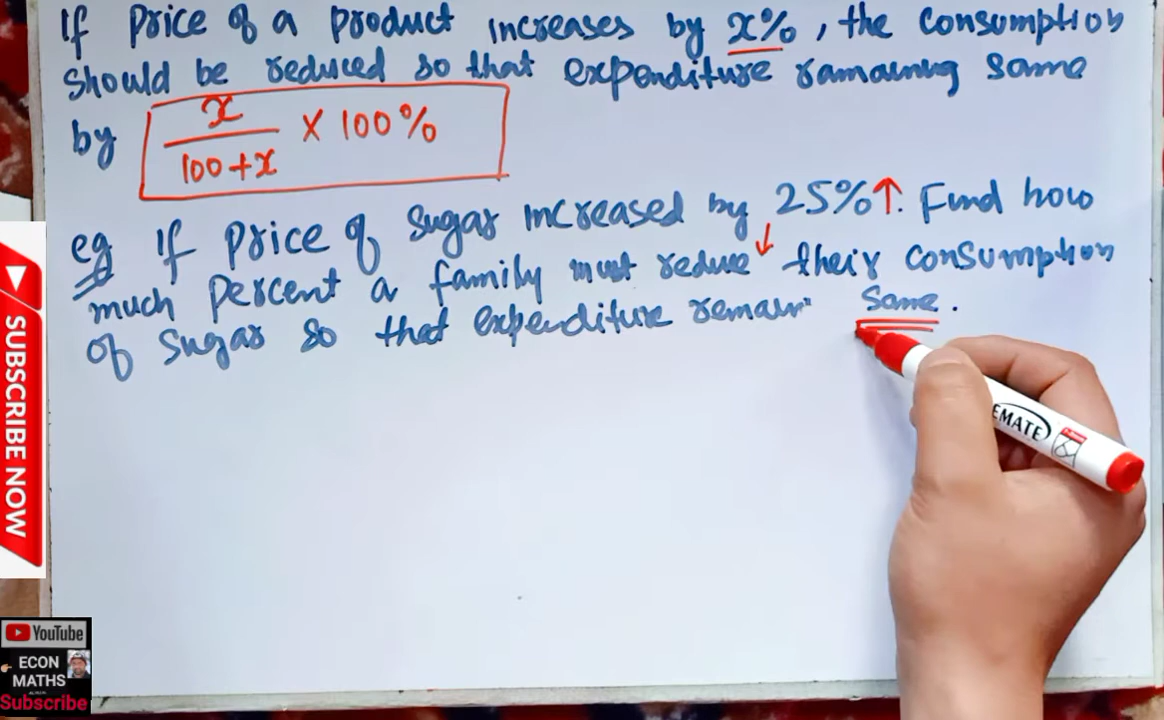 If Price of a product increases by x%, the consumption
should be reduced so that expenditure remaining same
by x / 100+x × 100%
eg If Price of Sugar increased by 25%↑. Find how
much Percent a family must reduce↓ their consumption
of Sugar so that expenditure remain same.
EMATE
SUBSCRIBE NOW
YouTube
ECON
MATHS
Subscribe